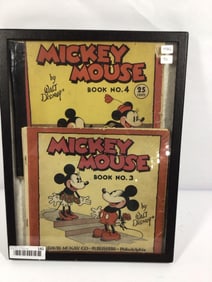 MICKEY
MOUSE
by
Walt
Disney
BOOK NO. 4
25
MICKEY
MOUSE
BOOK NO. 3
by
Walt
Disney
DAVID McKAY CO. - PUBLISHERS - Philadelphia